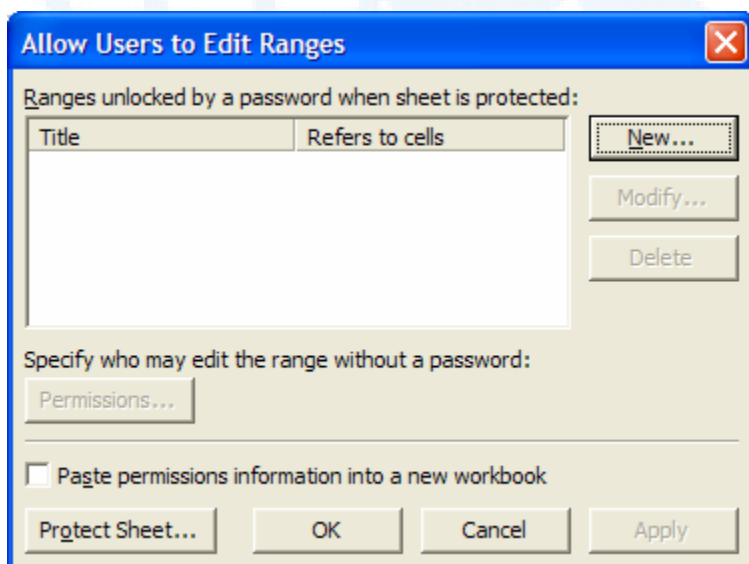 Allow Users to Edit Ranges
Ranges unlocked by a password when sheet is protected:
Title Refers to cells
New...
Modify...
Delete
Specify who may edit the range without a password:
Permissions...
Paste permissions information into a new workbook
Protect Sheet... OK Cancel Apply